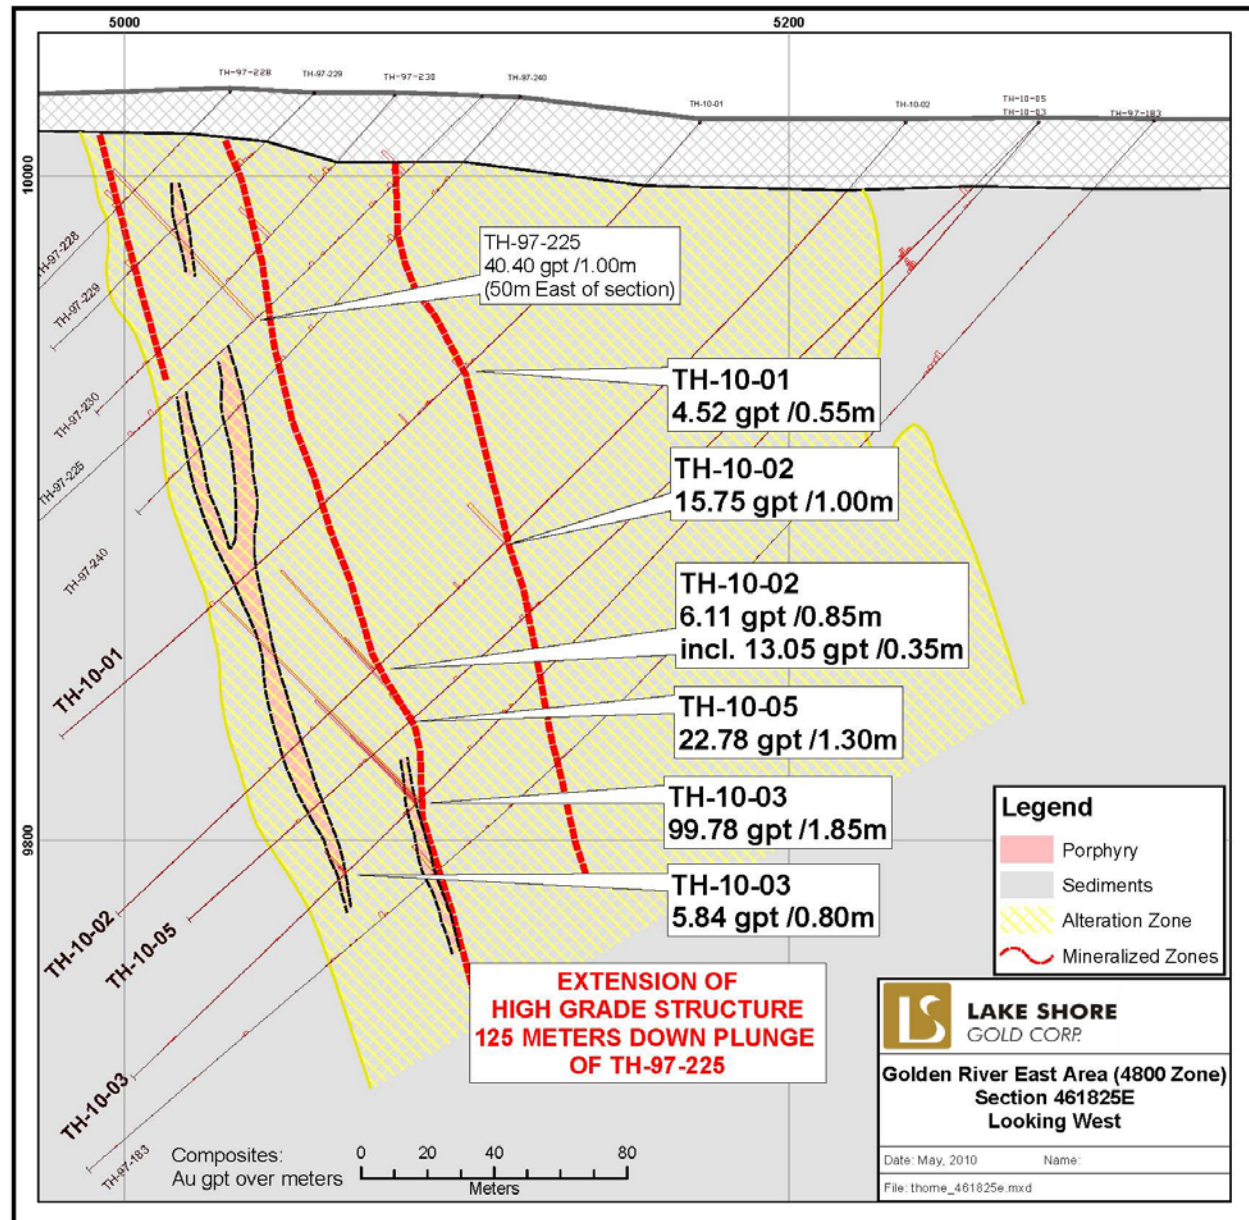 5000
5200
TH-97-228
TH-97-229
TH-97-230
TH-97-240
TH-10-01
TH-10-02
TH-10-05
TH-10-03
TH-97-183
10000
9800
TH-97-228
TH-97-229
TH-97-230
TH-97-225
TH-97-240
TH-10-01
TH-10-02
TH-10-05
TH-10-03
TH-97-183
TH-97-225
40.40 gpt /1.00m
(50m East of section)
TH-10-01
4.52 gpt /0.55m
TH-10-02
15.75 gpt /1.00m
TH-10-02
6.11 gpt /0.85m
incl. 13.05 gpt /0.35m
TH-10-05
22.78 gpt /1.30m
TH-10-03
99.78 gpt /1.85m
TH-10-03
5.84 gpt /0.80m
EXTENSION OF
HIGH GRADE STRUCTURE
125 METERS DOWN PLUNGE
OF TH-97-225
Legend
Porphyry
Sediments
Alteration Zone
Mineralized Zones
LS
LAKE SHORE
GOLD CORP.
Golden River East Area (4800 Zone)
Section 461825E
Looking West
Date: May, 2010 Name:
File: thorne_461825e.mxd
Composites:
Au gpt over meters
0 20 40 80
Meters